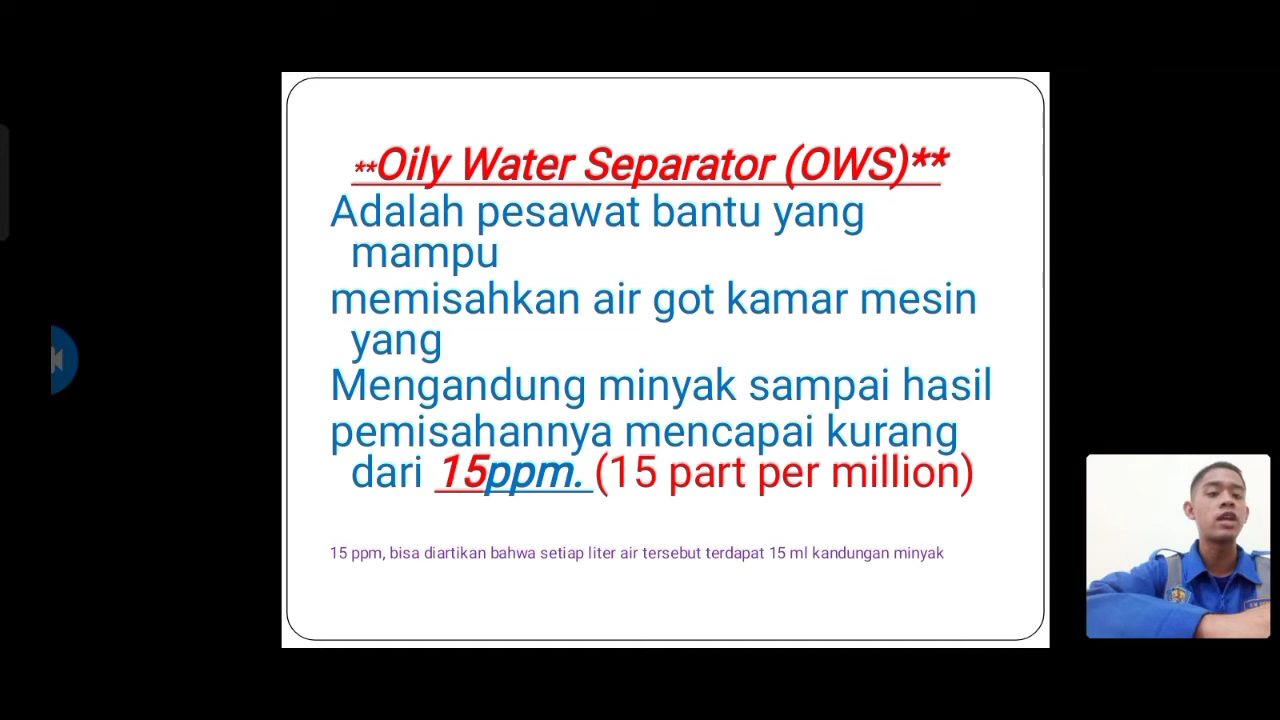 **Oily Water Separator (OWS)**
Adalah pesawat bantu yang
mampu
memisahkan air got kamar mesin
yang
Mengandung minyak sampai hasil
pemisahannya mencapai kurang
dari 15ppm. (15 part per million)
15 ppm, bisa diartikan bahwa setiap liter air tersebut terdapat 15 ml kandungan minyak